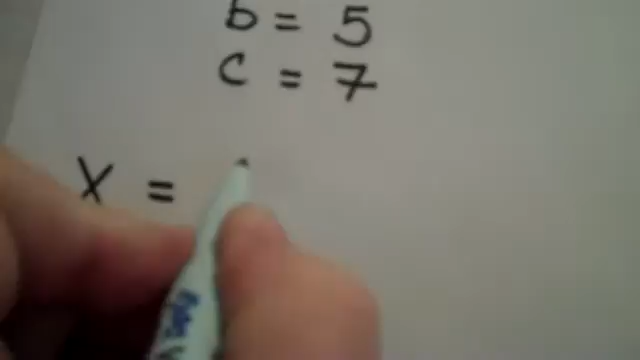 b = 5
c = 7
x =